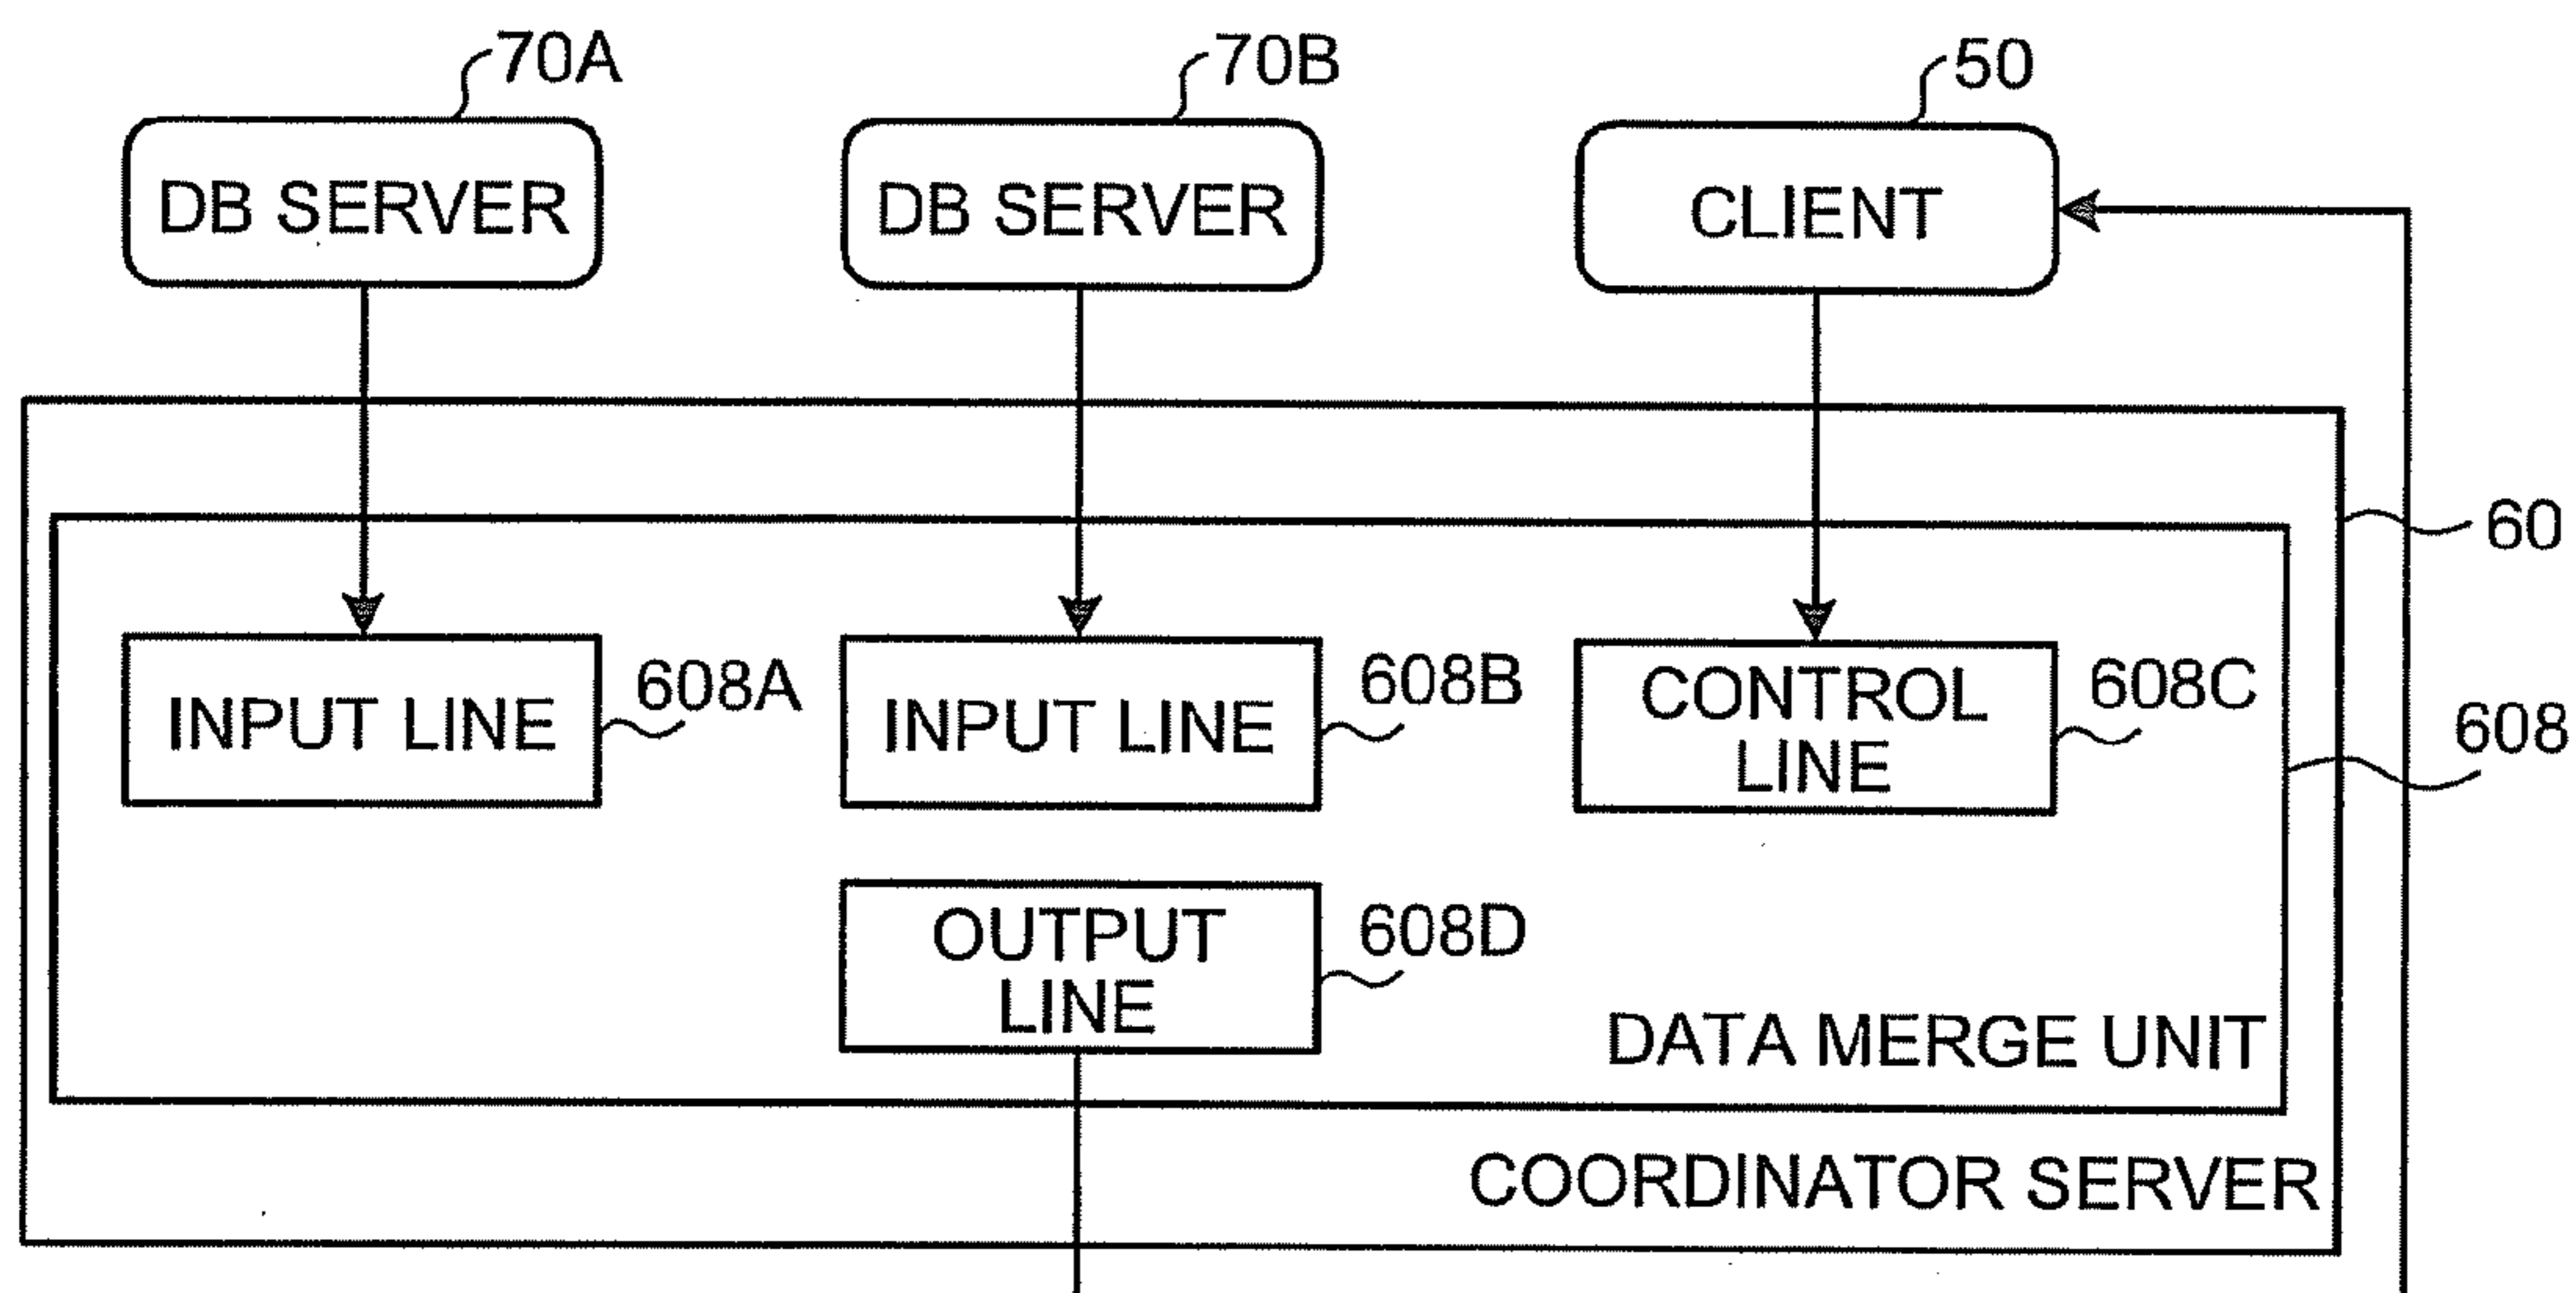 70A
70B
50
DB SERVER
DB SERVER
CLIENT
60
INPUT LINE
608A
INPUT LINE
608B
CONTROL
LINE
608C
608
OUTPUT
LINE
608D
DATA MERGE UNIT
COORDINATOR SERVER